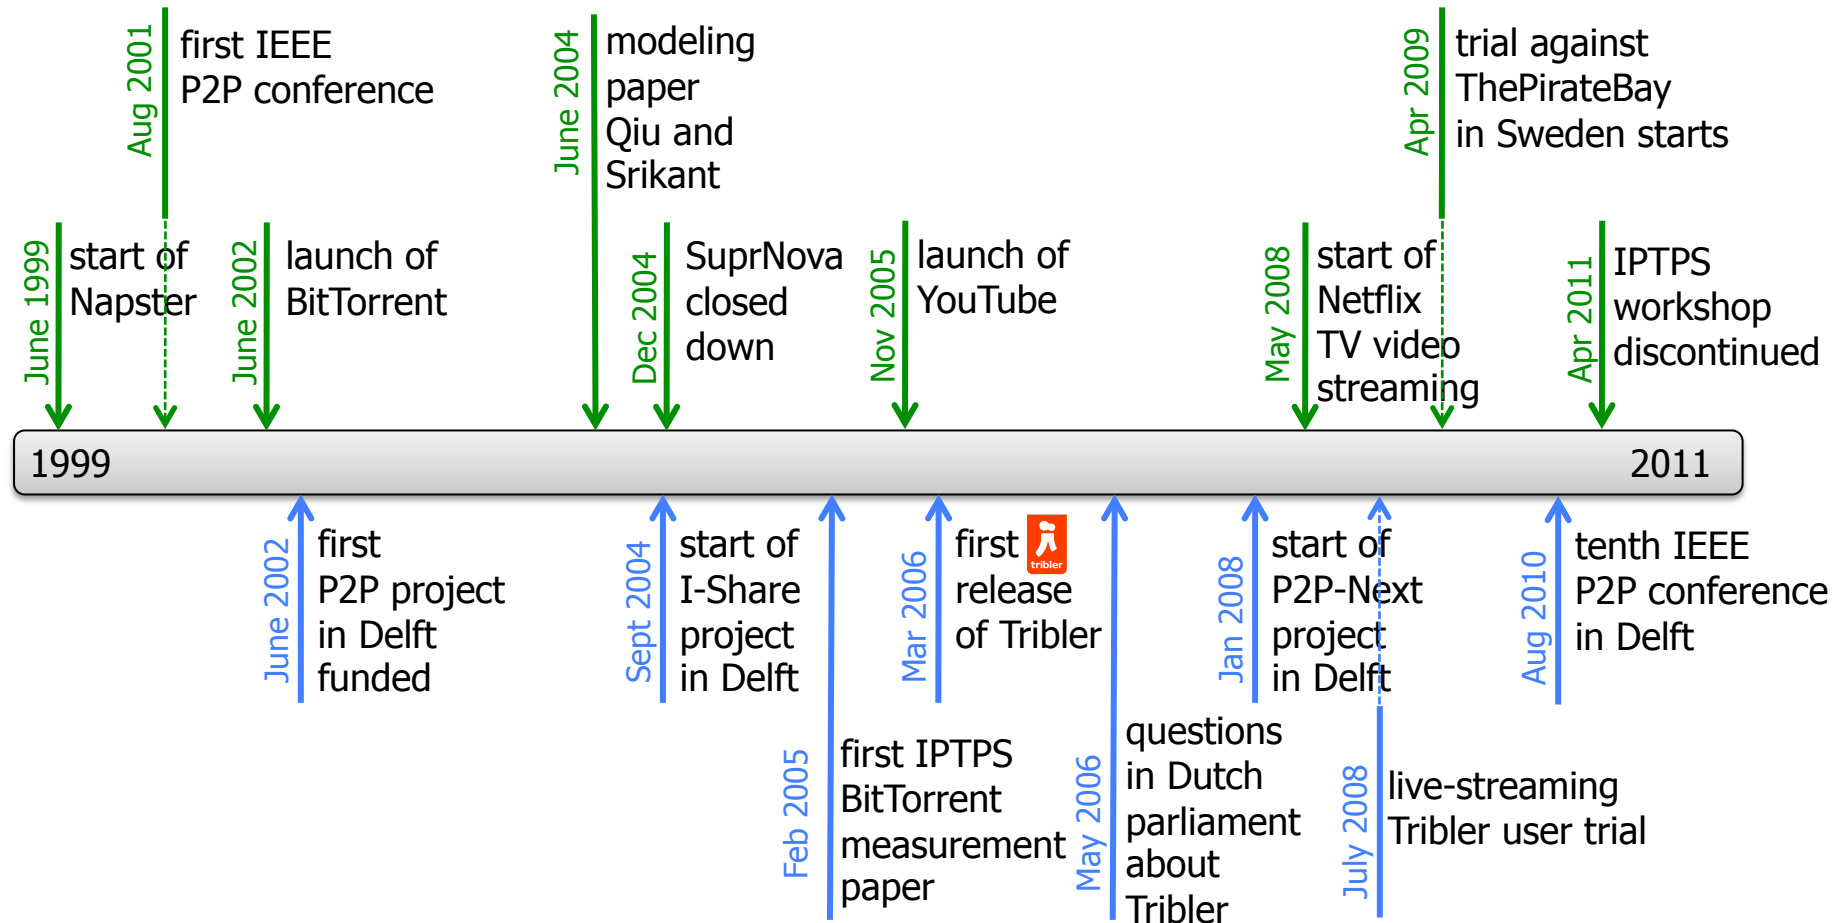 Aug 2001
first IEEE
P2P conference
June 2004
modeling
paper
Qiu and
Srikant
Apr 2009
trial against
ThePirateBay
in Sweden starts
June 1999
start of
Napster
June 2002
launch of
BitTorrent
Dec 2004
SuprNova
closed
down
Nov 2005
launch of
YouTube
May 2008
start of
Netflix
TV video
streaming
Apr 2011
IPTPS
workshop
discontinued
1999
2011
June 2002
first
P2P project
in Delft
funded
Sept 2004
start of
I-Share
project
in Delft
Mar 2006
first
tribler
release
of Tribler
Jan 2008
start of
P2P-Next
project
in Delft
Aug 2010
tenth IEEE
P2P conference
in Delft
Feb 2005
first IPTPS
BitTorrent
measurement
paper
May 2006
questions
in Dutch
parliament
about
Tribler
July 2008
live-streaming
Tribler user trial